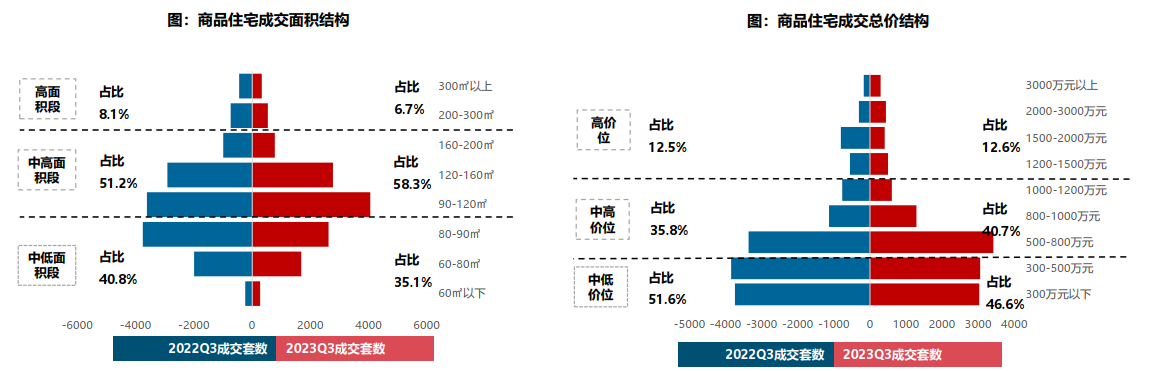 图：商品住宅成交面积结构
高面
积段
占比
8.1%
占比
6.7%
300㎡以上
200-300㎡
160-200㎡
中高面
积段
占比
51.2%
占比
58.3%
120-160㎡
90-120㎡
80-90㎡
中低面
积段
占比
40.8%
占比
35.1%
60-80㎡
60㎡以下
-6000 -4000 -2000 0 2000 4000 6000
2022Q3成交套数 2023Q3成交套数
图：商品住宅成交总价结构
3000万元以上
2000-3000万元
高价
位
占比
12.5%
占比
12.6%
1500-2000万元
1200-1500万元
1000-1200万元
中高
价位
占比
35.8%
占比
40.7%
800-1000万元
500-800万元
300-500万元
中低
价位
占比
51.6%
占比
46.6%
300万元以下
-5000 -4000 -3000 -2000 -1000 0 1000 2000 3000 4000
2022Q3成交套数 2023Q3成交套数